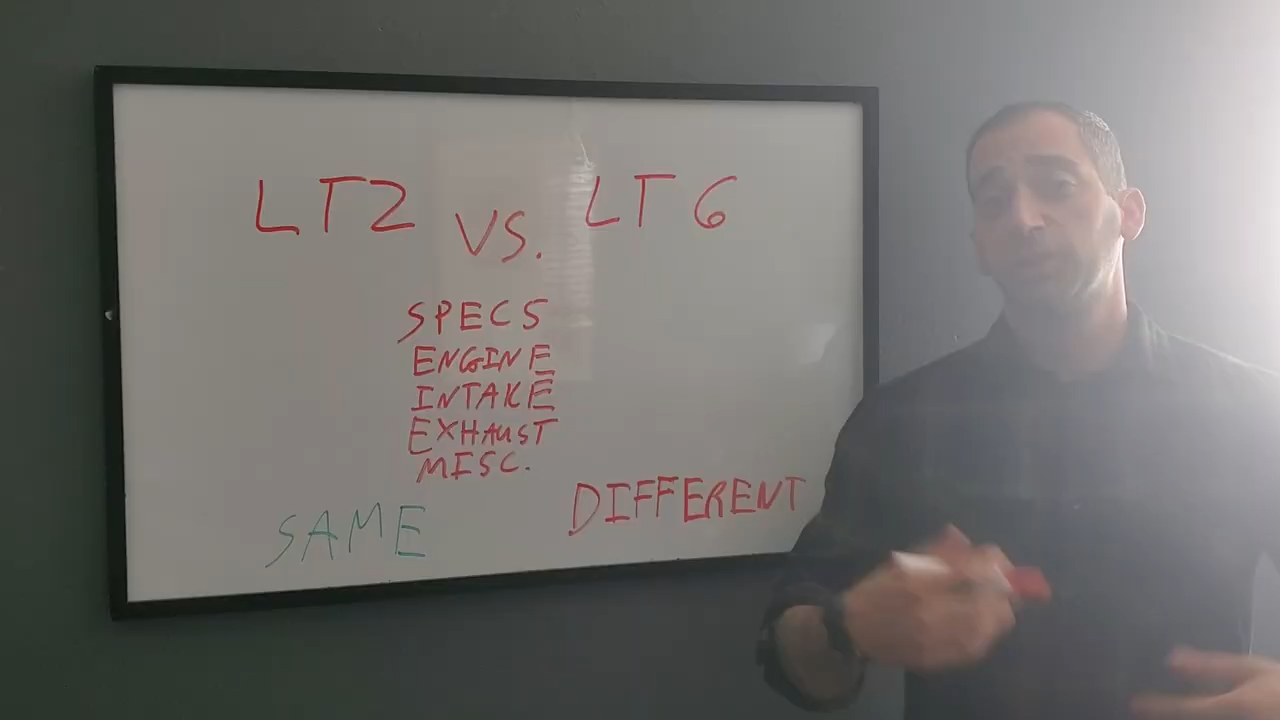 LT2 VS. LT6
SPECS
ENGINE
INTAKE
EXHAUST
MISC.
SAME DIFFERENT